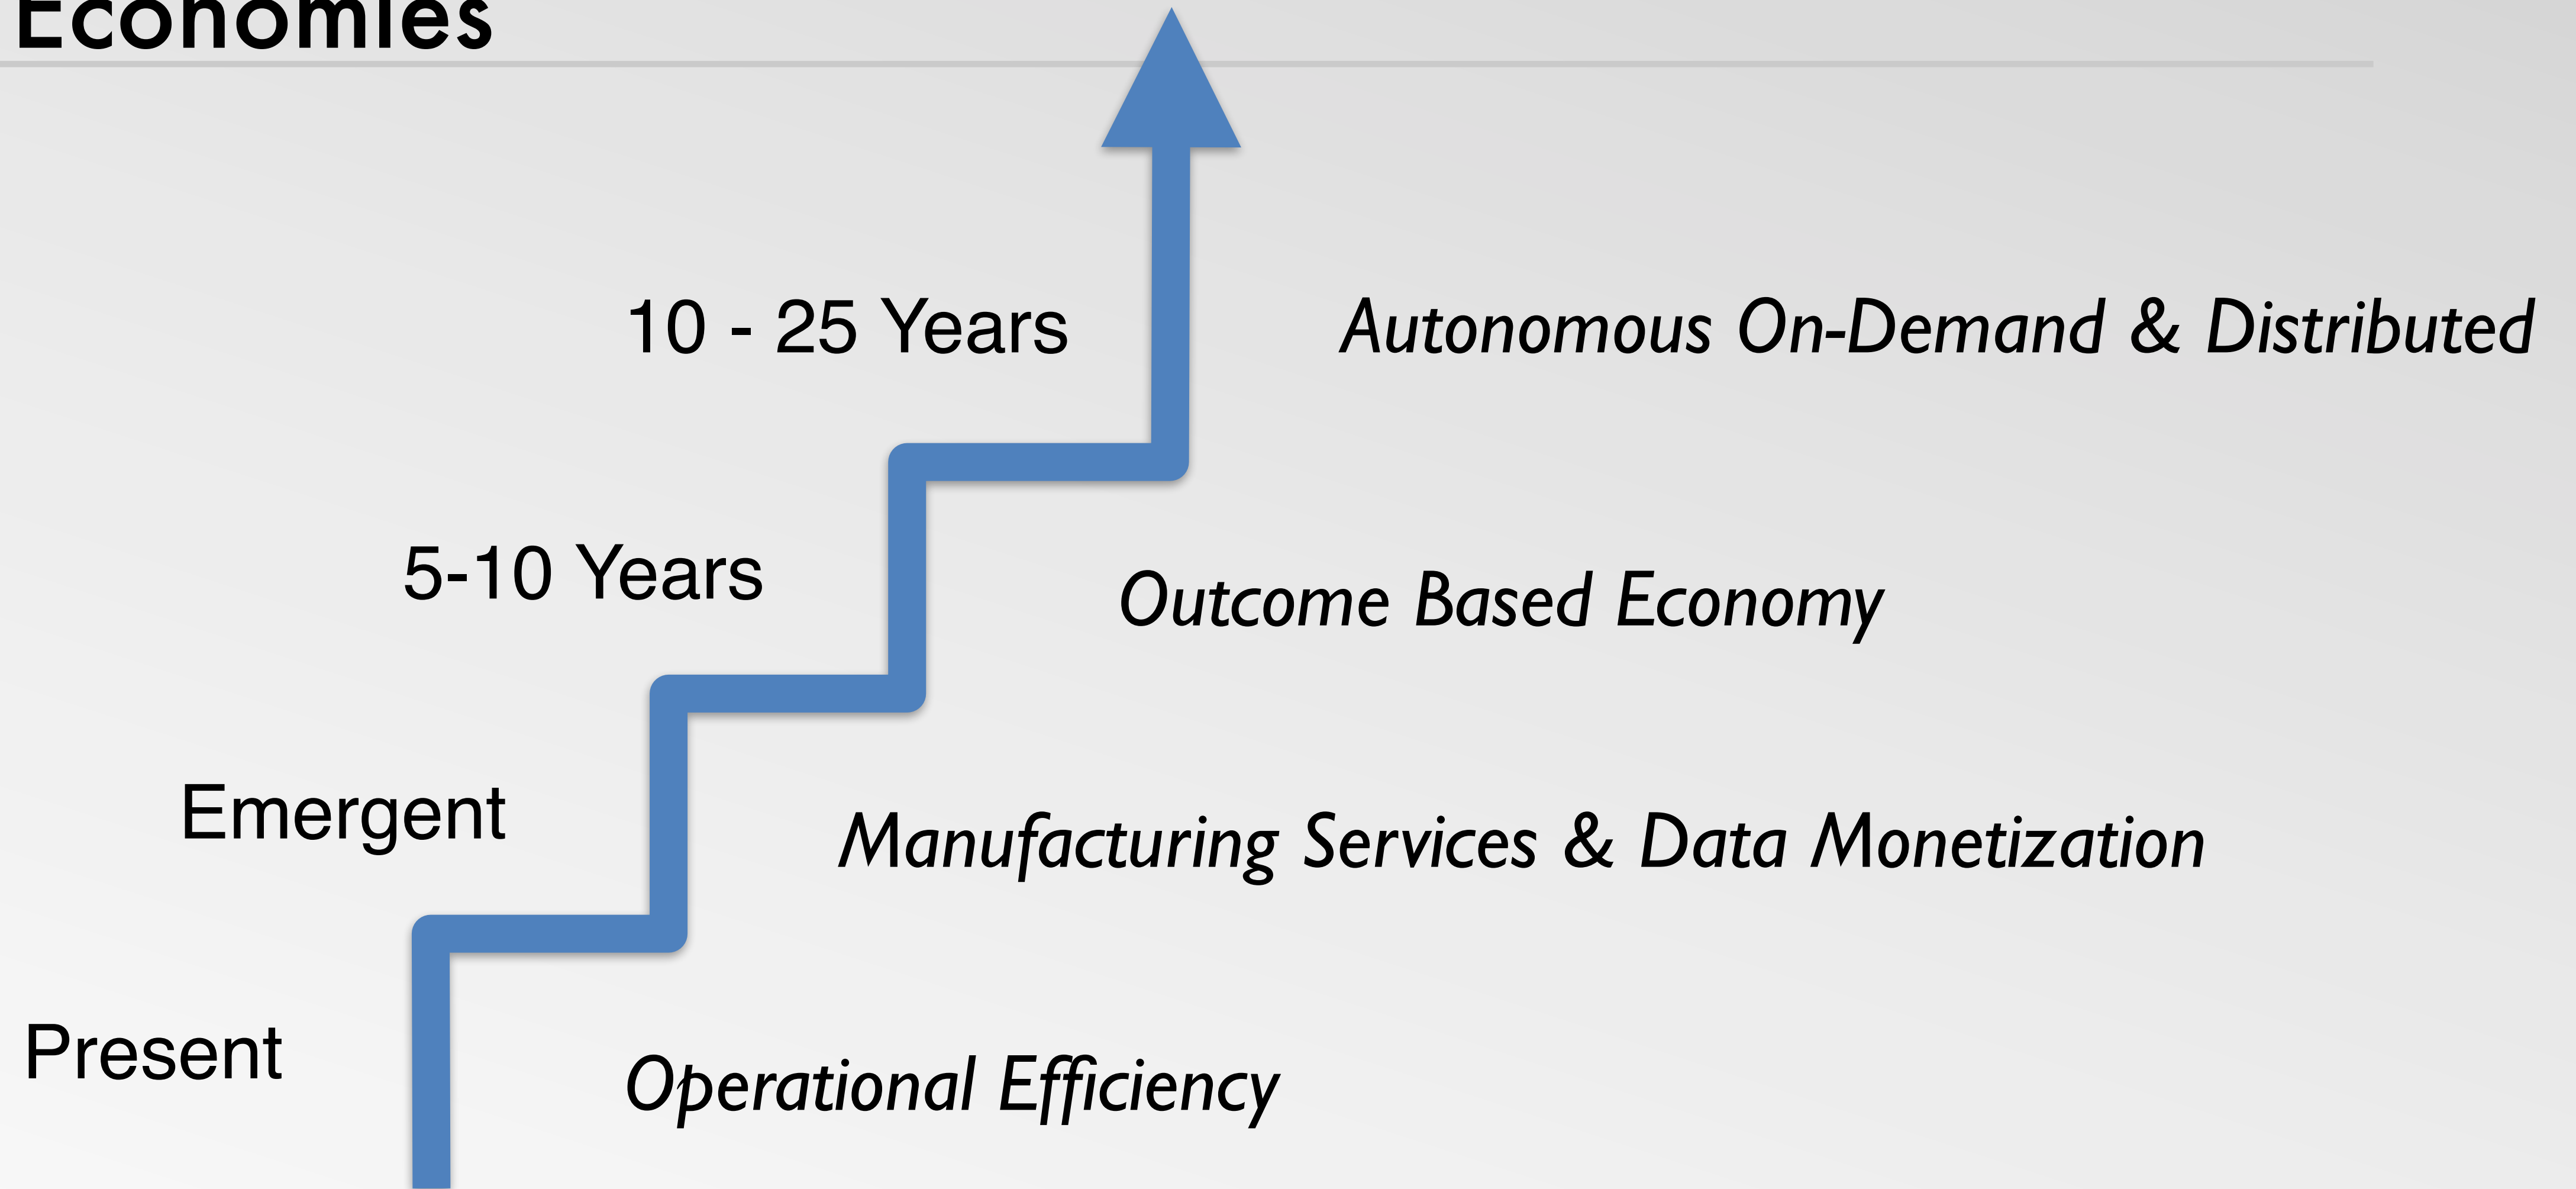 Economies
10 - 25 Years
Autonomous On-Demand & Distributed
5-10 Years
Outcome Based Economy
Emergent
Manufacturing Services & Data Monetization
Present
Operational Efficiency